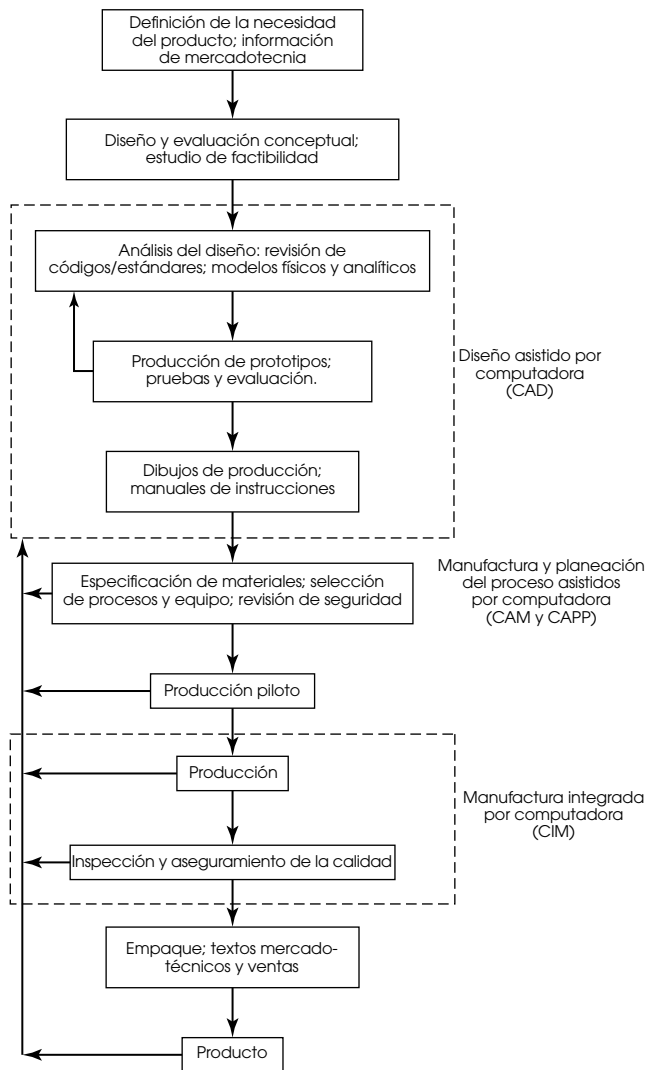 Definición de la necesidad
del producto; información
de mercadotecnia
Diseño y evaluación conceptual;
estudio de factibilidad
Análisis del diseño: revisión de
códigos/estándares; modelos físicos y analíticos
Producción de prototipos;
pruebas y evaluación.
Diseño asistido por
computadora
(CAD)
Dibujos de producción;
manuales de instrucciones
Especificación de materiales; selección
de procesos y equipo; revisión de seguridad
Manufactura y planeación
del proceso asistidos
por computadora
(CAM y CAPP)
Producción piloto
Producción
Manufactura integrada
por computadora
(CIM)
Inspección y aseguramiento de la calidad
Empaque; textos mercado-
técnicos y ventas
Producto